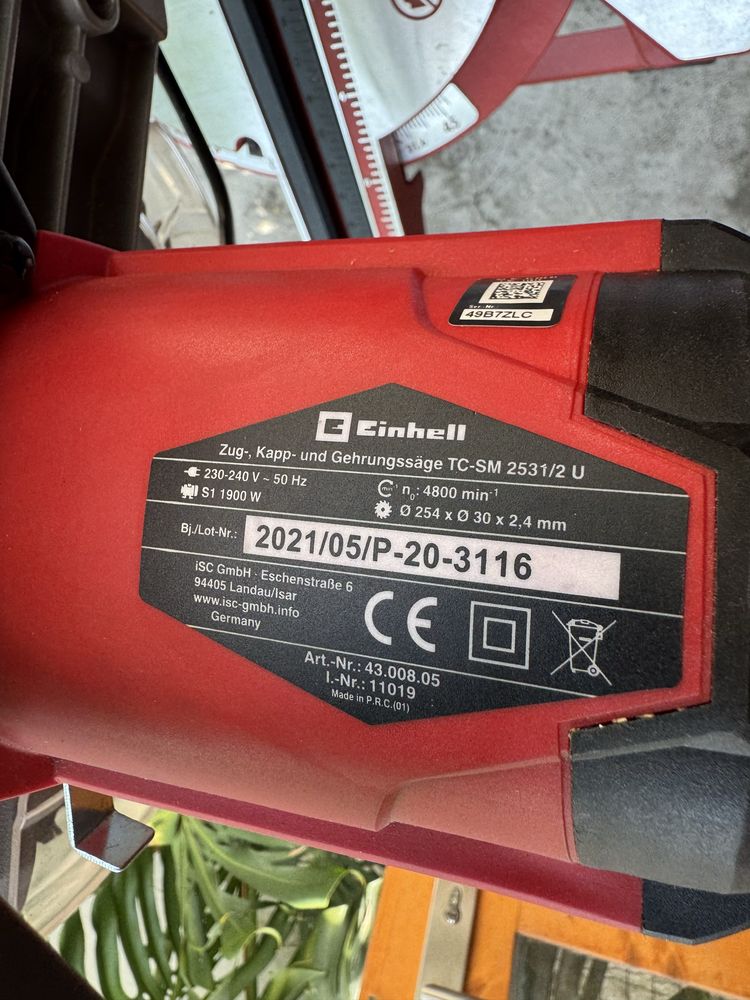 45
Ser.-Nr.:
49B7ZLC
Einhell
Zug-, Kapp- und Gehrungssäge TC-SM 2531/2 U
230-240 V ~ 50 Hz
S1 1900 W
min⁻¹ n₀: 4800 min⁻¹
Ø 254 x Ø 30 x 2,4 mm
Bj./Lot-Nr.: 2021/05/P-20-3116
iSC GmbH · Eschenstraße 6
94405 Landau/Isar
www.isc-gmbh.info
Germany
CE
Art.-Nr.: 43.008.05
I.-Nr.: 11019
Made in P.R.C.(01)